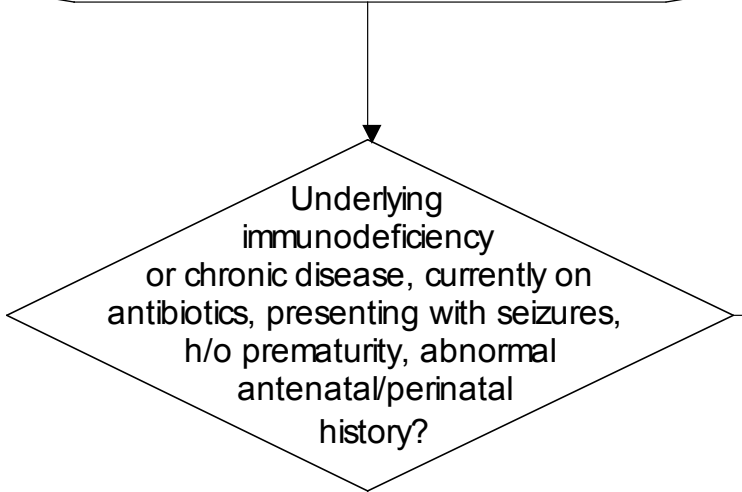 Underlying
immunodeficiency
or chronic disease, currently on
antibiotics, presenting with seizures,
h/o prematurity, abnormal
antenatal/perinatal
history?